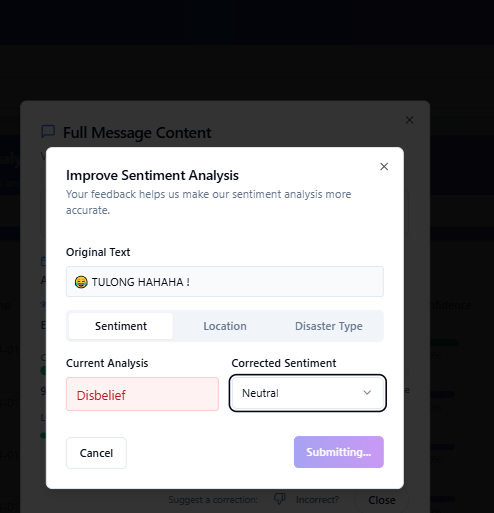 Full Message Content
Improve Sentiment Analysis
Your feedback helps us make our sentiment analysis more
accurate.
Original Text
😂 TULONG HAHAHA !
Sentiment
Location
Disaster Type
Current Analysis
Corrected Sentiment
Disbelief
Neutral
Cancel
Submitting...
Suggest a correction:
Incorrect?
Close